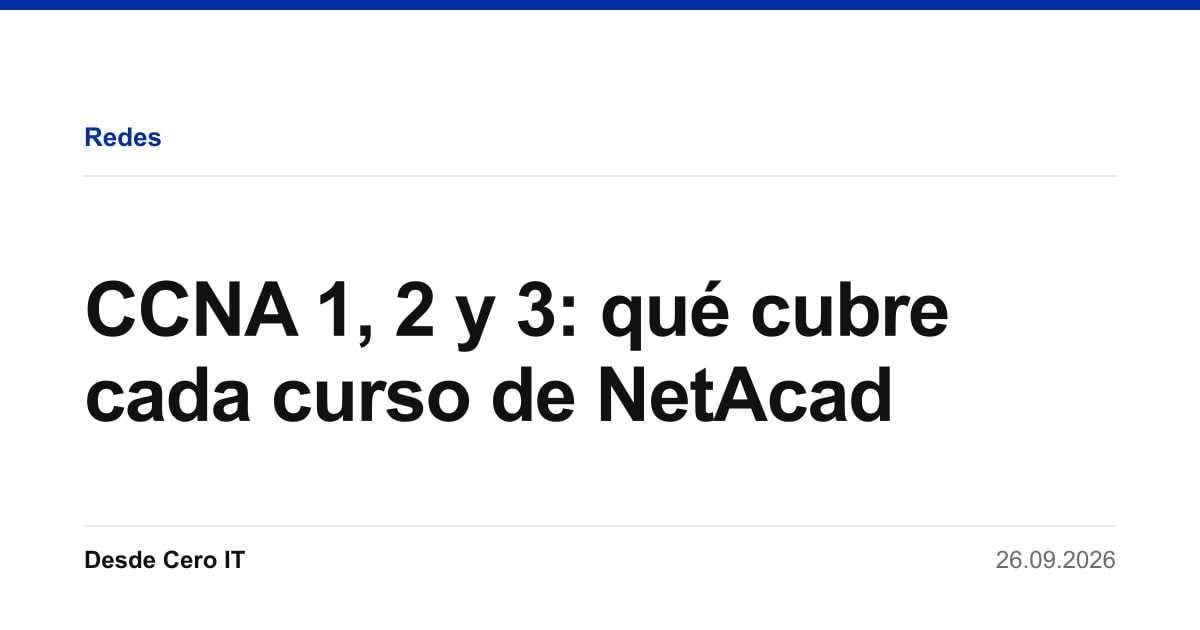 Redes
CCNA 1, 2 y 3: qué cubre
cada curso de NetAcad
Desde Cero IT
26.09.2026